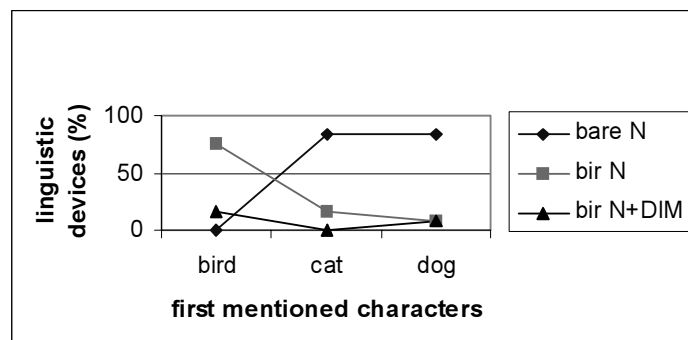 linguistic
devices (%)
100
50
0
bird cat dog
first mentioned characters
bare N
bir N
bir N+DIM